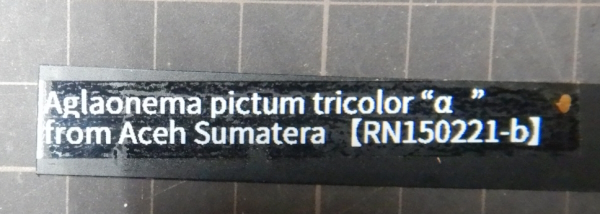 Aglaonema pictum tricolor “α ”
from Aceh Sumatera 【RN150221-b】